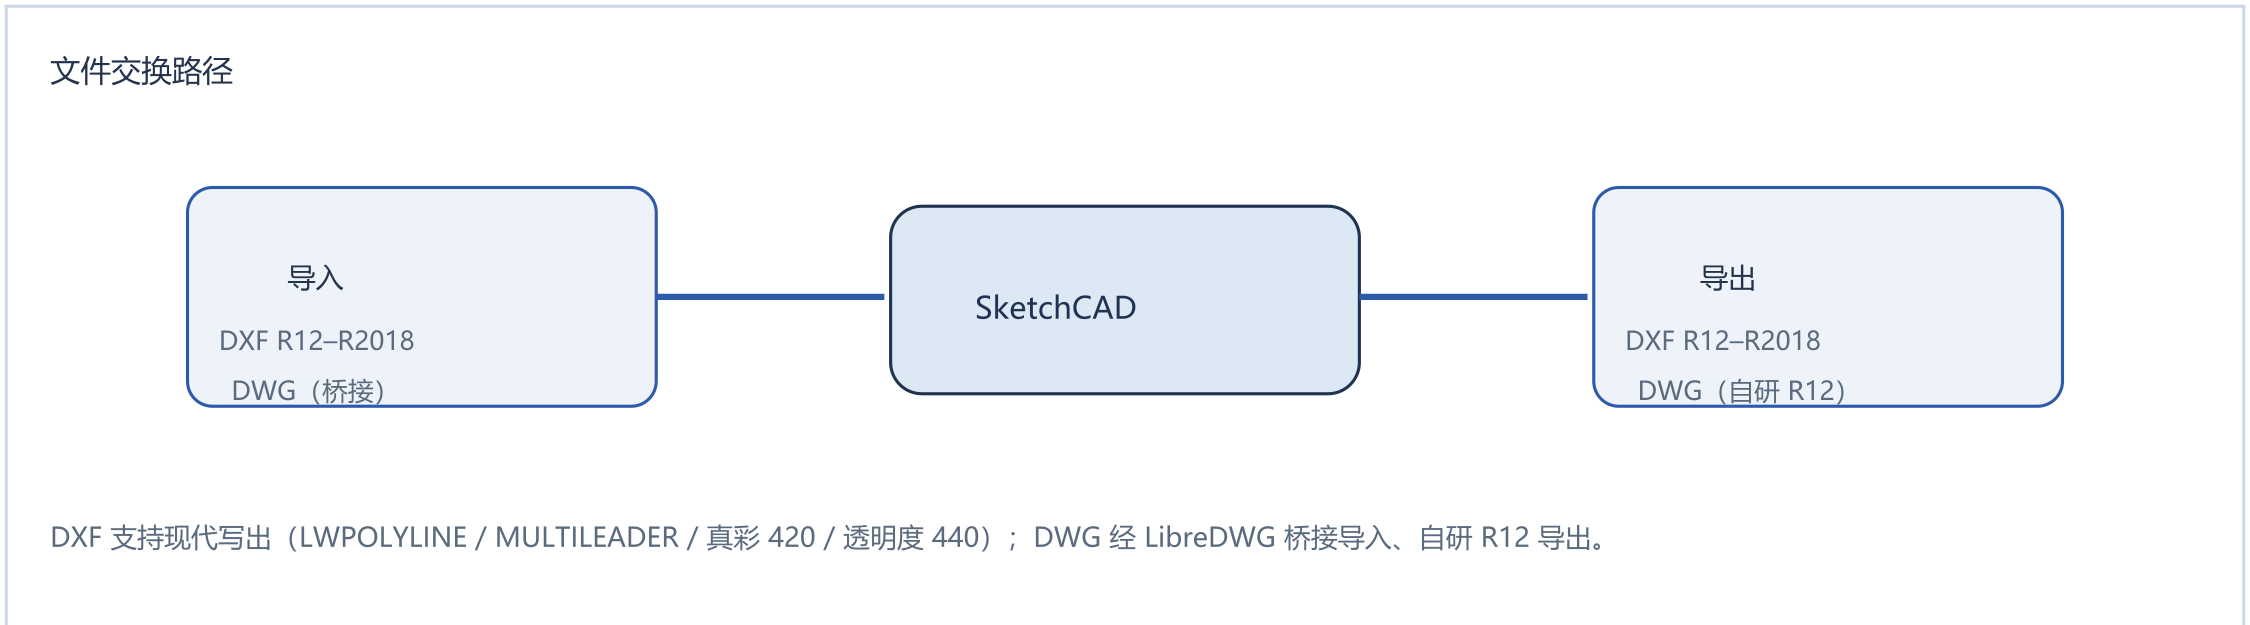 文件交换路径
导入
DXF R12–R2018
DWG（桥接）
SketchCAD
导出
DXF R12–R2018
DWG（自研 R12）
DXF 支持现代写出（LWPOLYLINE / MULTILEADER / 真彩 420 / 透明度 440）；DWG 经 LibreDWG 桥接导入、自研 R12 导出。